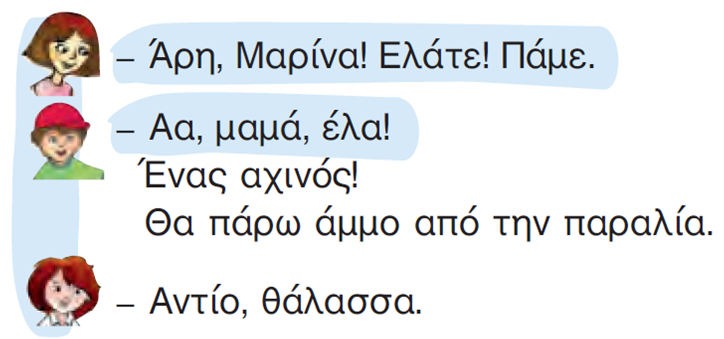 – Άρη, Μαρίνα! Ελάτε! Πάμε.
– Αα, μαμά, έλα!
Ένας αχινός!
Θα πάρω άμμο από την παραλία.
– Αντίο, θάλασσα.